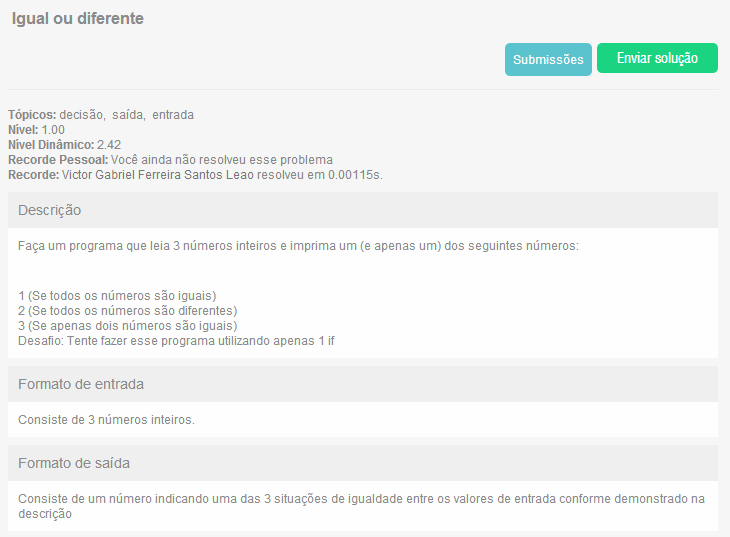 Igual ou diferente
Submissões
Enviar solução
Tópicos: decisão, saída, entrada
Nível: 1.00
Nível Dinâmico: 2.42
Recorde Pessoal: Você ainda não resolveu esse problema
Recorde: Victor Gabriel Ferreira Santos Leao resolveu em 0.00115s.
Descrição
Faça um programa que leia 3 números inteiros e imprima um (e apenas um) dos seguintes números:
1 (Se todos os números são iguais)
2 (Se todos os números são diferentes)
3 (Se apenas dois números são iguais)
Desafio: Tente fazer esse programa utilizando apenas 1 if
Formato de entrada
Consiste de 3 números inteiros.
Formato de saída
Consiste de um número indicando uma das 3 situações de igualdade entre os valores de entrada conforme demonstrado na
descrição